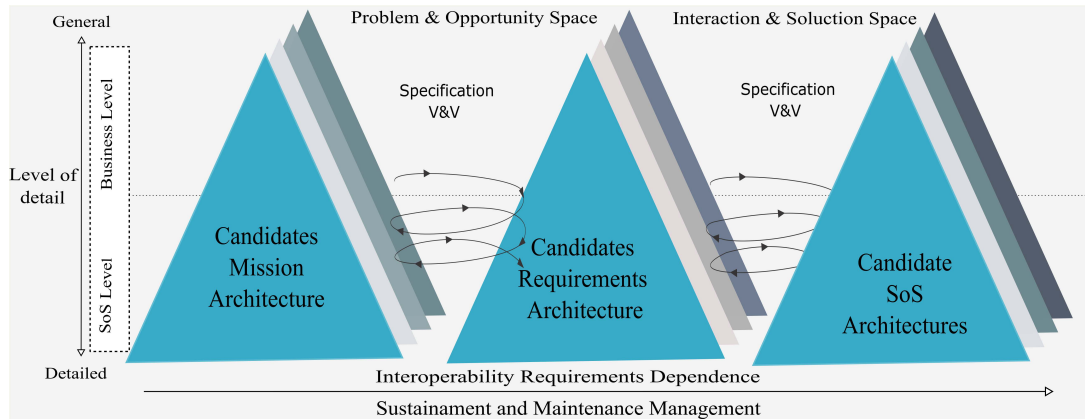 General
Problem & Opportunity Space
Interaction & Soluction Space
Business Level
Specification
V&V
Specification
V&V
Level of
detail
SoS Level
Candidates
Mission
Architecture
Candidates
Requirements
Architecture
Candidate
SoS
Architectures
Detailed
Interoperability Requirements Dependence
Sustainament and Maintenance Management